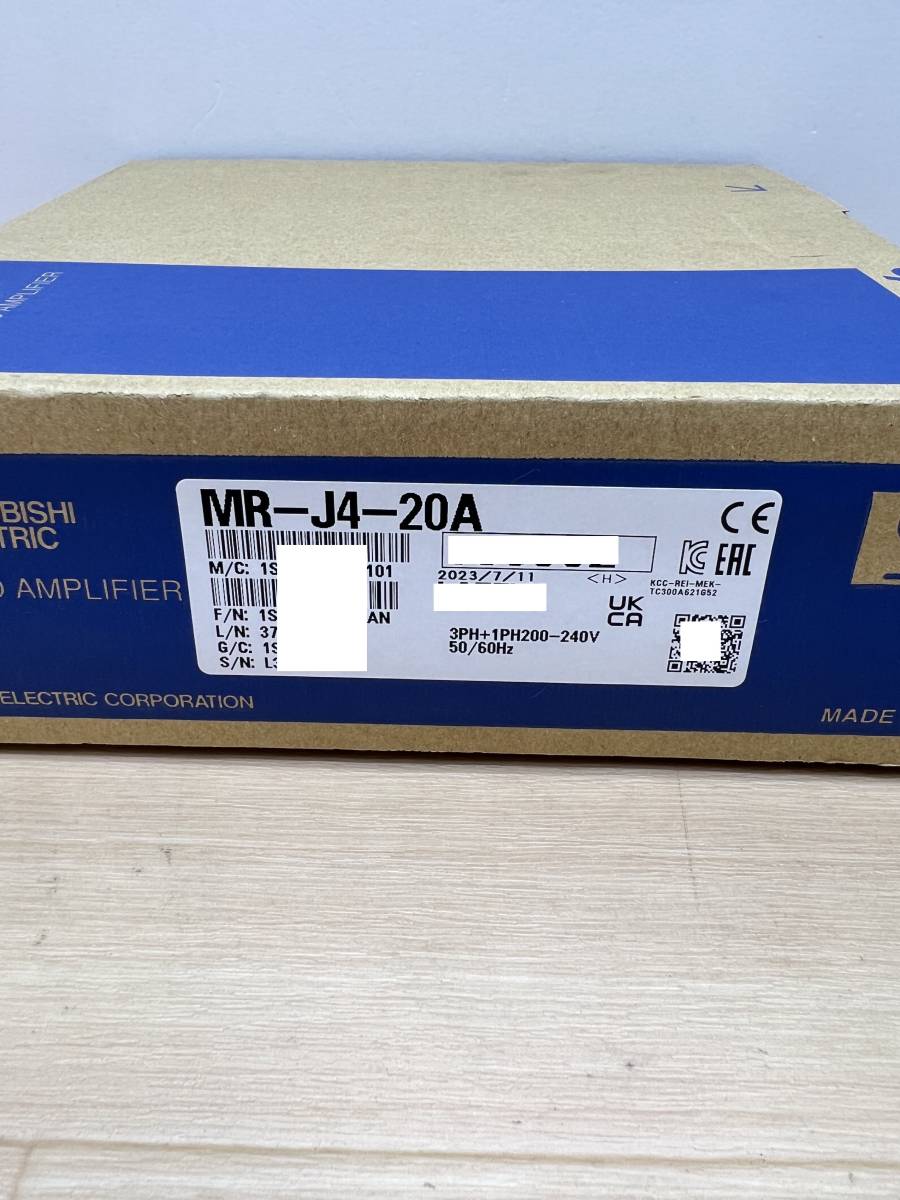 AMPLIFIER
BISHI
TRIC
AMPLIFIER
ELECTRIC CORPORATION
MR-J4-20A
M/C: 1S 101
F/N: 1S AN
L/N: 37
G/C: 1S
S/N: L3
2023/7/11 <H>
3PH+1PH200-240V
50/60Hz
CE
EAC
KCC-REI-MEK-
TC300A621G52
UK
CA
MADE